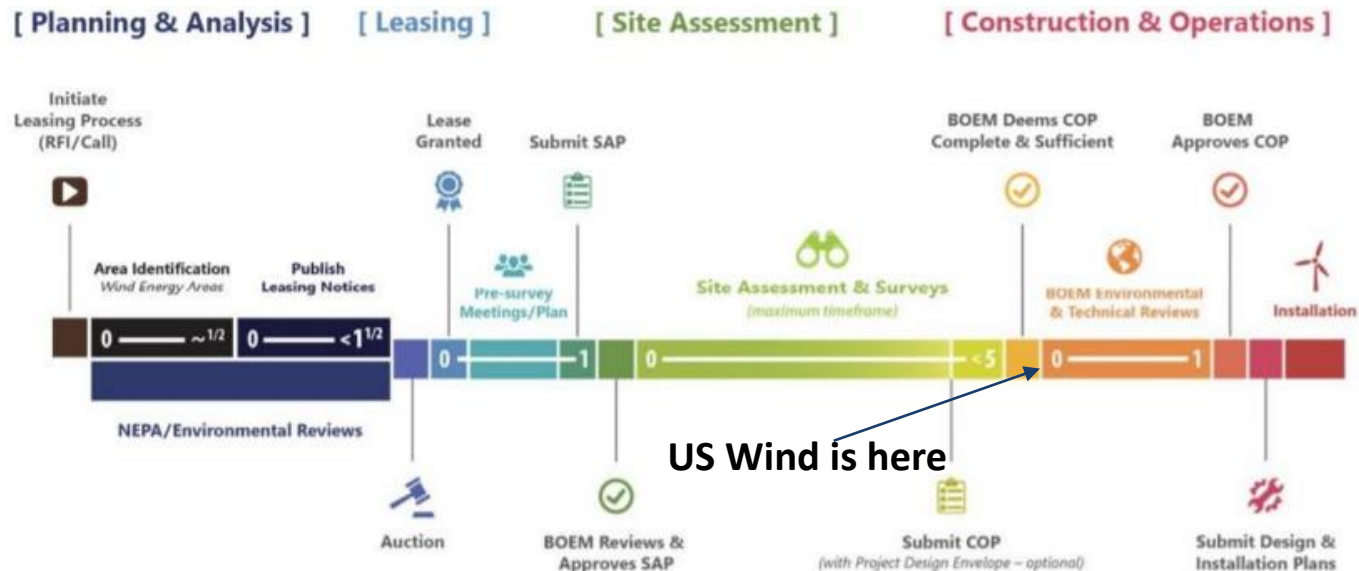 [ Planning & Analysis ]
[ Leasing ]
[ Site Assessment ]
[ Construction & Operations ]
Initiate
Leasing Process
(RFI/Call)
Lease
Granted
Submit SAP
BOEM Deems COP
Complete & Sufficient
BOEM
Approves COP
Area Identification
Wind Energy Areas
Publish
Leasing Notices
Pre-survey
Meetings/Plan
Site Assessment & Surveys
(maximum timeframe)
BOEM Environmental
& Technical Reviews
Installation
0 ~1/2
0 <1 1/2
0 1
0 <5
0 1
NEPA/Environmental Reviews
US Wind is here
Auction
BOEM Reviews &
Approves SAP
Submit COP
(with Project Design Envelope – optional)
Submit Design &
Installation Plans